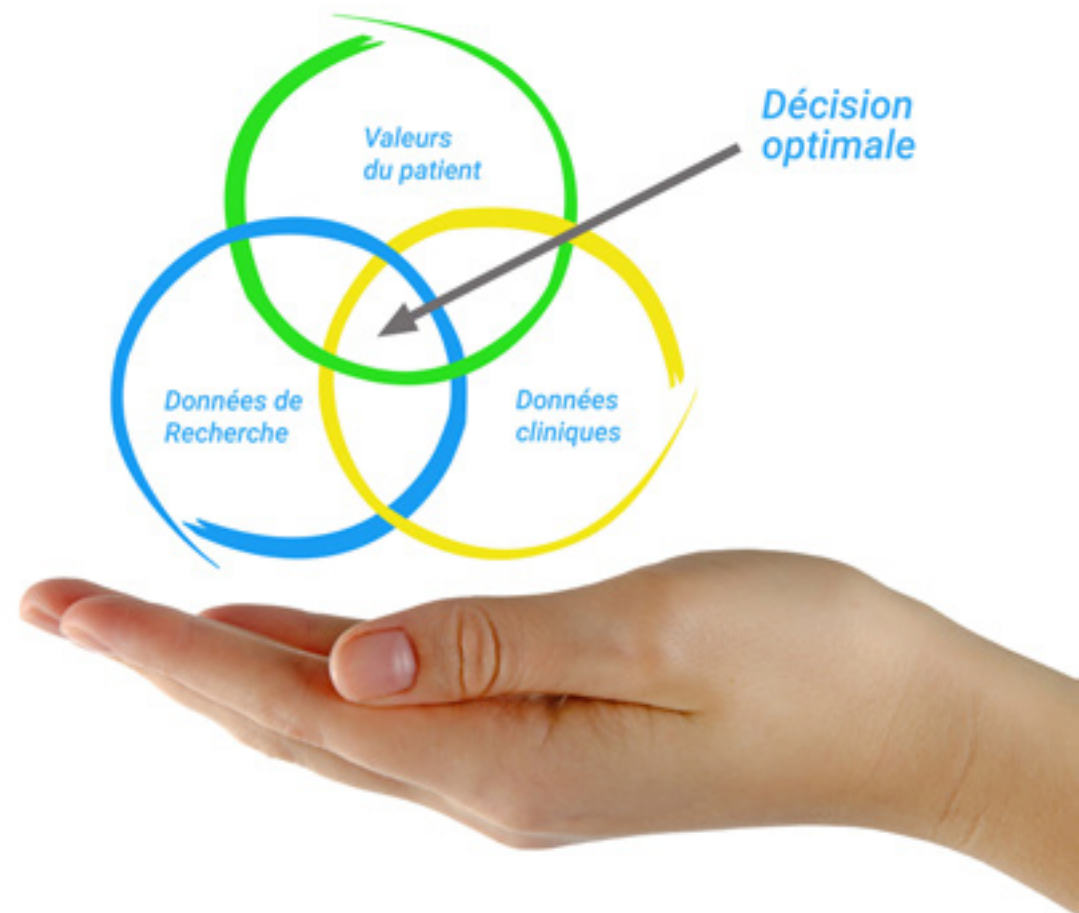 Valeurs
du patient
Décision
optimale
Données de
Recherche
Données
cliniques